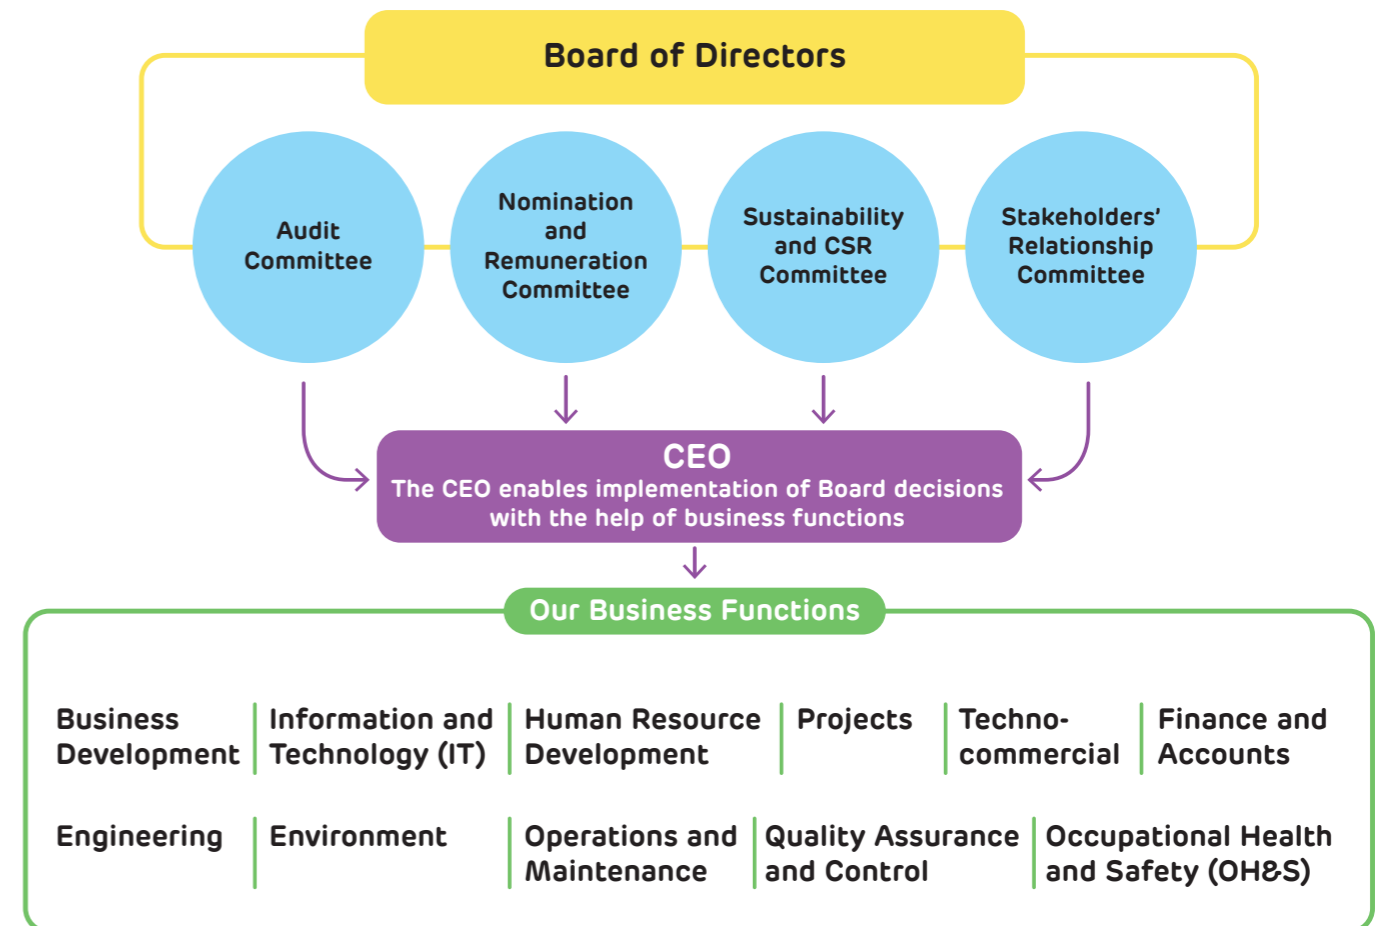 Board of Directors
Audit
Committee
Nomination
and
Remuneration
Committee
Sustainability
and CSR
Committee
Stakeholders’
Relationship
Committee
CEO
The CEO enables implementation of Board decisions
with the help of business functions
Our Business Functions
Business
Development
Information and
Technology (IT)
Human Resource
Development
Projects
Techno-
commercial
Finance and
Accounts
Engineering
Environment
Operations and
Maintenance
Quality Assurance
and Control
Occupational Health
and Safety (OH&S)